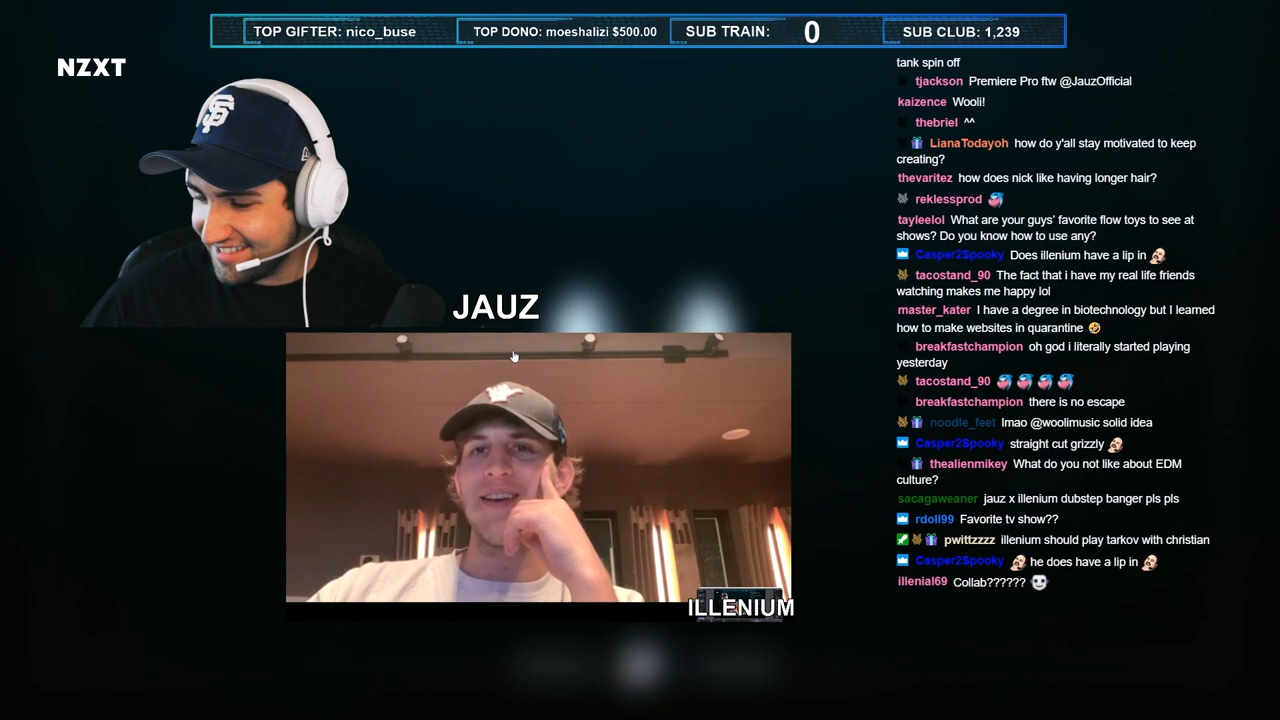 TOP GIFTER: nico_buse
TOP DONO: moeshalizi $500.00
SUB TRAIN: 0
SUB CLUB: 1,239
NZXT
SF
JAUZ
ILLENIUM
tank spin off
tjackson Premiere Pro ftw @JauzOfficial
kaizence Wooli!
thebriel ^^
LianaTodayoh how do y'all stay motivated to keep
creating?
thevaritez how does nick like having longer hair?
reklessprod
tayleelol What are your guys' favorite flow toys to see at
shows? Do you know how to use any?
Casper2Spooky Does illenium have a lip in
tacostand_90 The fact that i have my real life friends
watching makes me happy lol
master_kater I have a degree in biotechnology but I learned
how to make websites in quarantine 🤣
breakfastchampion oh god i literally started playing
yesterday
tacostand_90
breakfastchampion there is no escape
noodle_feet lmao @woolimusic solid idea
Casper2Spooky straight cut grizzly
thealienmikey What do you not like about EDM
culture?
sacagaweaner jauz x illenium dubstep banger pls pls
rdoll99 Favorite tv show??
pwittzzzz illenium should play tarkov with christian
Casper2Spooky he does have a lip in
illenial69 Collab??????